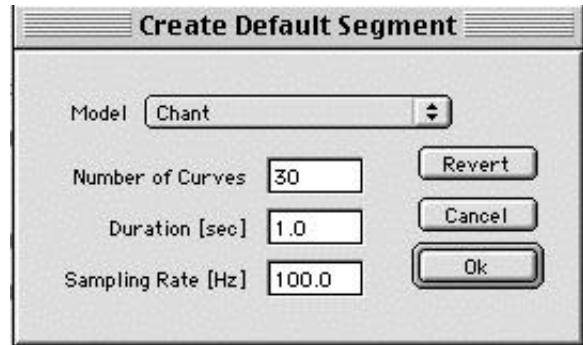 Create Default Segment
Model Chant
Number of Curves 30 Revert
Duration [sec] 1.0 Cancel
Sampling Rate [Hz] 100.0 Ok